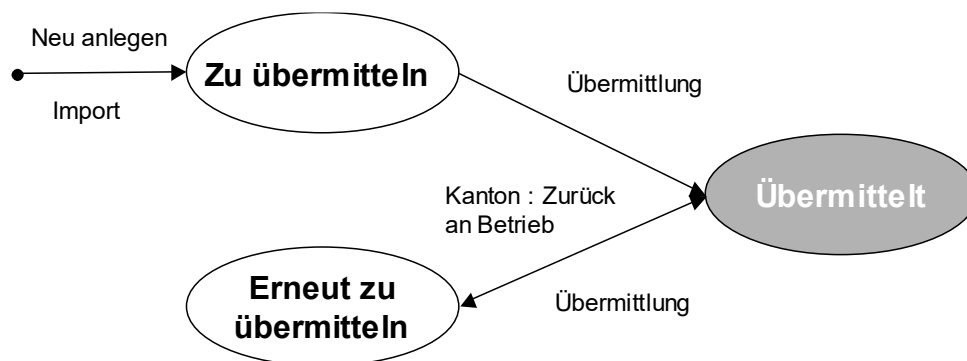 Neu anlegen
Zu übermitteln
Import
Übermittlung
Kanton : Zurück
an Betrieb
Übermittelt
Erneut zu
übermitteln
Übermittlung